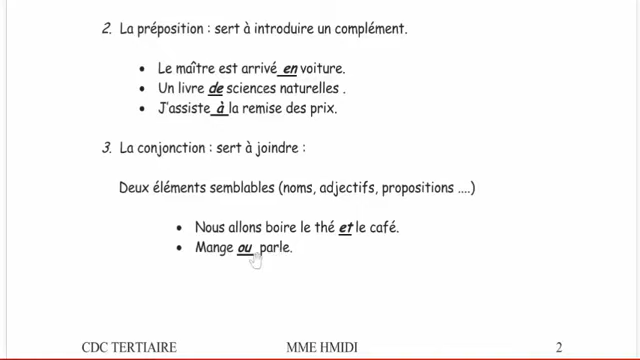 2. La préposition : sert à introduire un complément.
• Le maître est arrivé en voiture.
• Un livre de sciences naturelles .
• J'assiste à la remise des prix.
3. La conjonction : sert à joindre :
Deux éléments semblables (noms, adjectifs, propositions ....)
• Nous allons boire le thé et le café.
• Mange ou parle.
CDC TERTIAIRE MME HMIDI 2